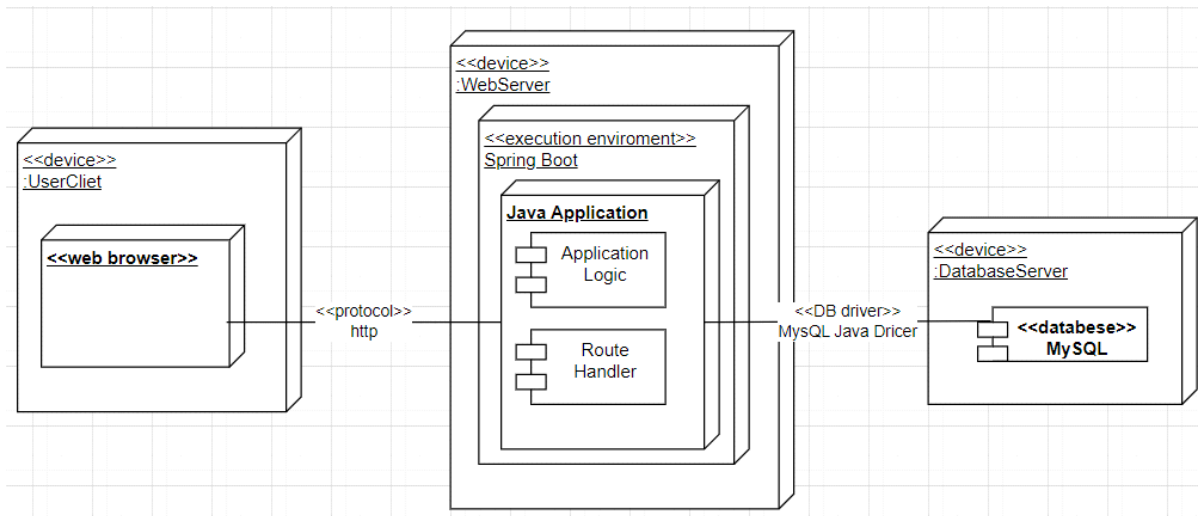 <<device>>
:UserCliet
<<web browser>>
<<protocol>>
http
<<device>>
:WebServer
<<execution enviroment>>
Spring Boot
Java Application
Application
Logic
Route
Handler
<<DB driver>>
MysQL Java Dricer
<<device>>
:DatabaseServer
<<databese>>
MySQL